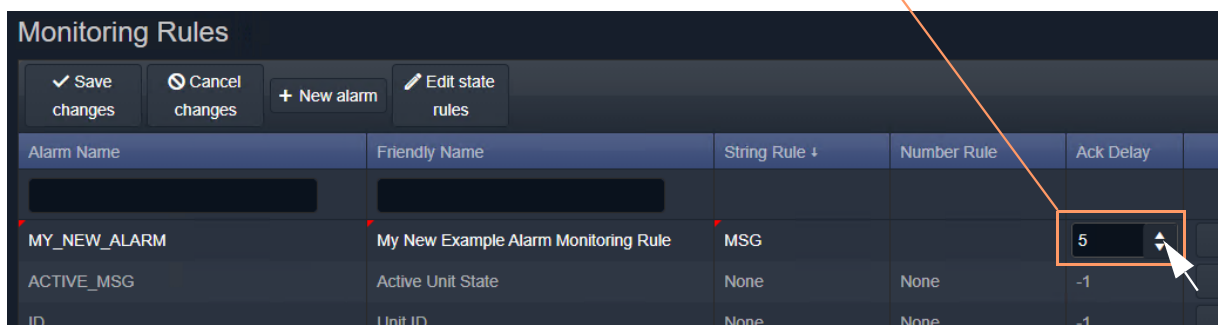 Monitoring Rules
Save changes
Cancel changes
+ New alarm
Edit state rules
Alarm Name Friendly Name String Rule ↓ Number Rule Ack Delay
MY_NEW_ALARM My New Example Alarm Monitoring Rule MSG 5
ACTIVE_MSG Active Unit State None None -1
ID Unit ID None None -1